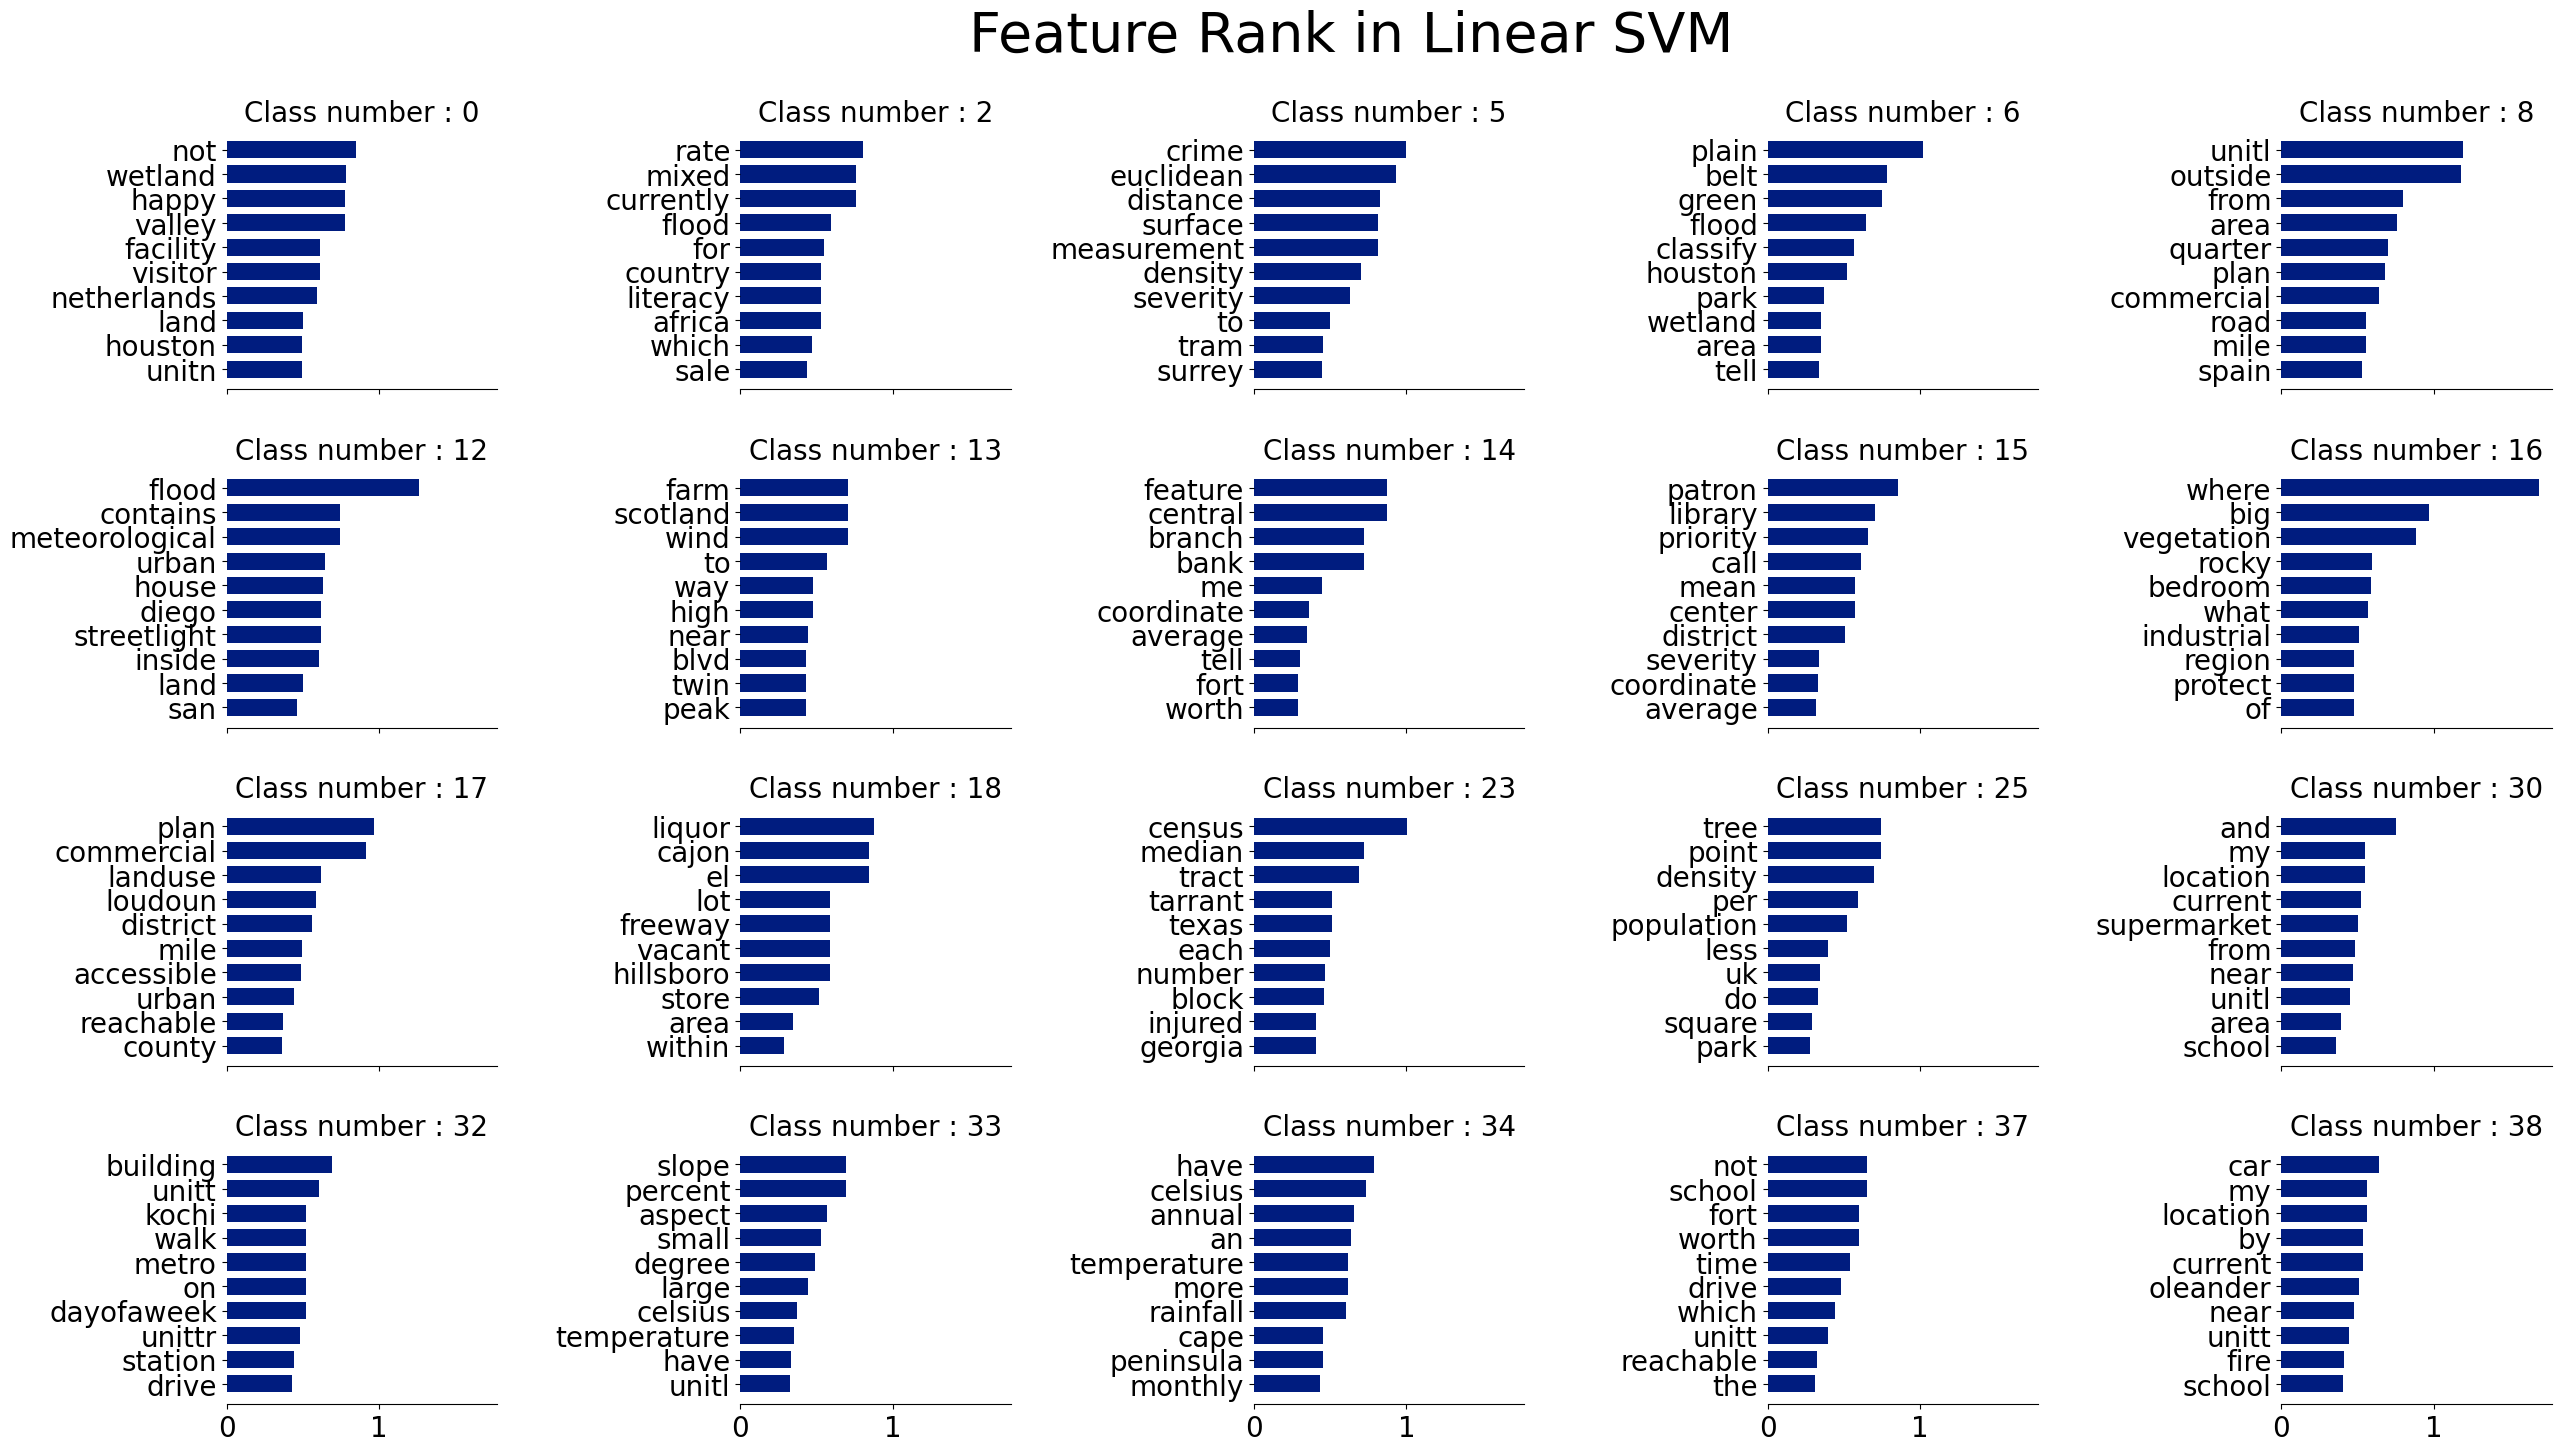 Feature Rank in Linear SVM
Class number : 0
not
wetland
happy
valley
facility
visitor
netherlands
land
houston
unitn
Class number : 2
rate
mixed
currently
flood
for
country
literacy
africa
which
sale
Class number : 5
crime
euclidean
distance
surface
measurement
density
severity
to
tram
surrey
Class number : 6
plain
belt
green
flood
classify
houston
park
wetland
area
tell
Class number : 8
unitl
outside
from
area
quarter
plan
commercial
road
mile
spain
Class number : 12
flood
contains
meteorological
urban
house
diego
streetlight
inside
land
san
Class number : 13
farm
scotland
wind
to
way
high
near
blvd
twin
peak
Class number : 14
feature
central
branch
bank
me
coordinate
average
tell
fort
worth
Class number : 15
patron
library
priority
call
mean
center
district
severity
coordinate
average
Class number : 16
where
big
vegetation
rocky
bedroom
what
industrial
region
protect
of
Class number : 17
plan
commercial
landuse
loudoun
district
mile
accessible
urban
reachable
county
Class number : 18
liquor
cajon
el
lot
freeway
vacant
hillsboro
store
area
within
Class number : 23
census
median
tract
tarrant
texas
each
number
block
injured
georgia
Class number : 25
tree
point
density
per
population
less
uk
do
square
park
Class number : 30
and
my
location
current
supermarket
from
near
unitl
area
school
Class number : 32
building
unitt
kochi
walk
metro
on
dayofaweek
unittr
station
drive
0 1
Class number : 33
slope
percent
aspect
small
degree
large
celsius
temperature
have
unitl
0 1
Class number : 34
have
celsius
annual
an
temperature
more
rainfall
cape
peninsula
monthly
0 1
Class number : 37
not
school
fort
worth
time
drive
which
unitt
reachable
the
0 1
Class number : 38
car
my
location
by
current
oleander
near
unitt
fire
school
0 1